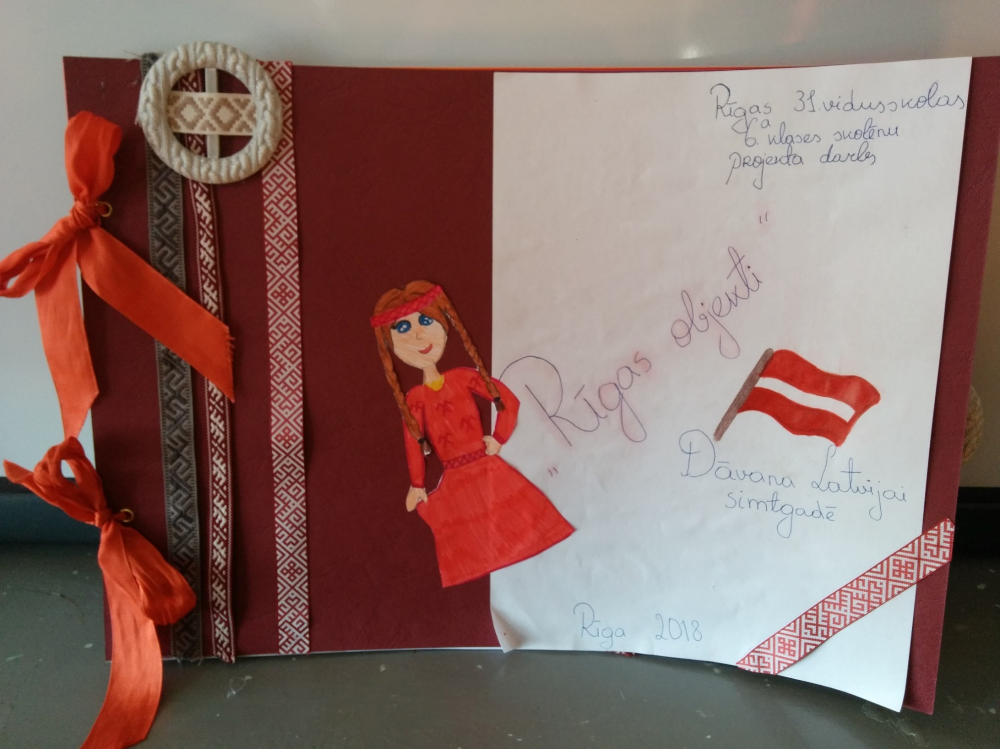 Rīgas 31.vidusskolas
6.a klases skolēnu
projekta darbs
"Rīgas objekti"
Dāvana Latvijai
simtgadē
Rīga 2018